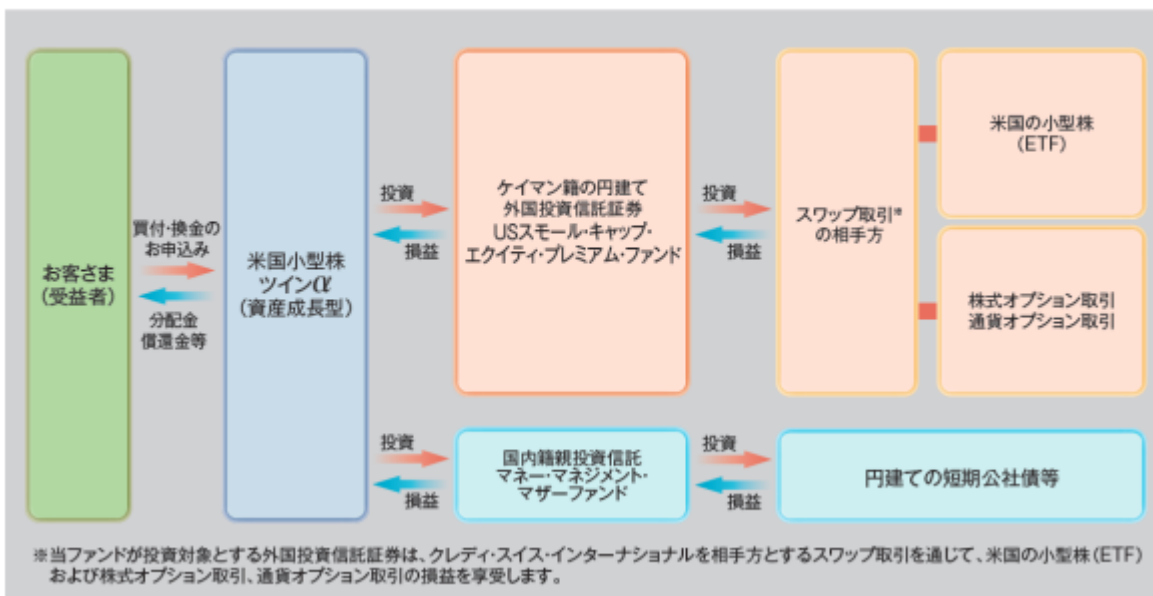 お客さま
(受益者)
買付・換金の
お申込み
分配金
償還金等
米国小型株
ツインα
(資産成長型)
投資
損益
ケイマン籍の円建て
外国投資信託証券
USスモール・キャップ・
エクイティ・プレミアム・ファンド
投資
損益
スワップ取引※
の相手方
米国の小型株
(ETF)
株式オプション取引
通貨オプション取引
投資
損益
国内籍親投資信託
マネー・マネジメント・
マザーファンド
投資
損益
円建ての短期公社債等
※当ファンドが投資対象とする外国投資信託証券は、クレディ・スイス・インターナショナルを相手方とするスワップ取引を通じて、米国の小型株(ETF)
および株式オプション取引、通貨オプション取引の損益を享受します。